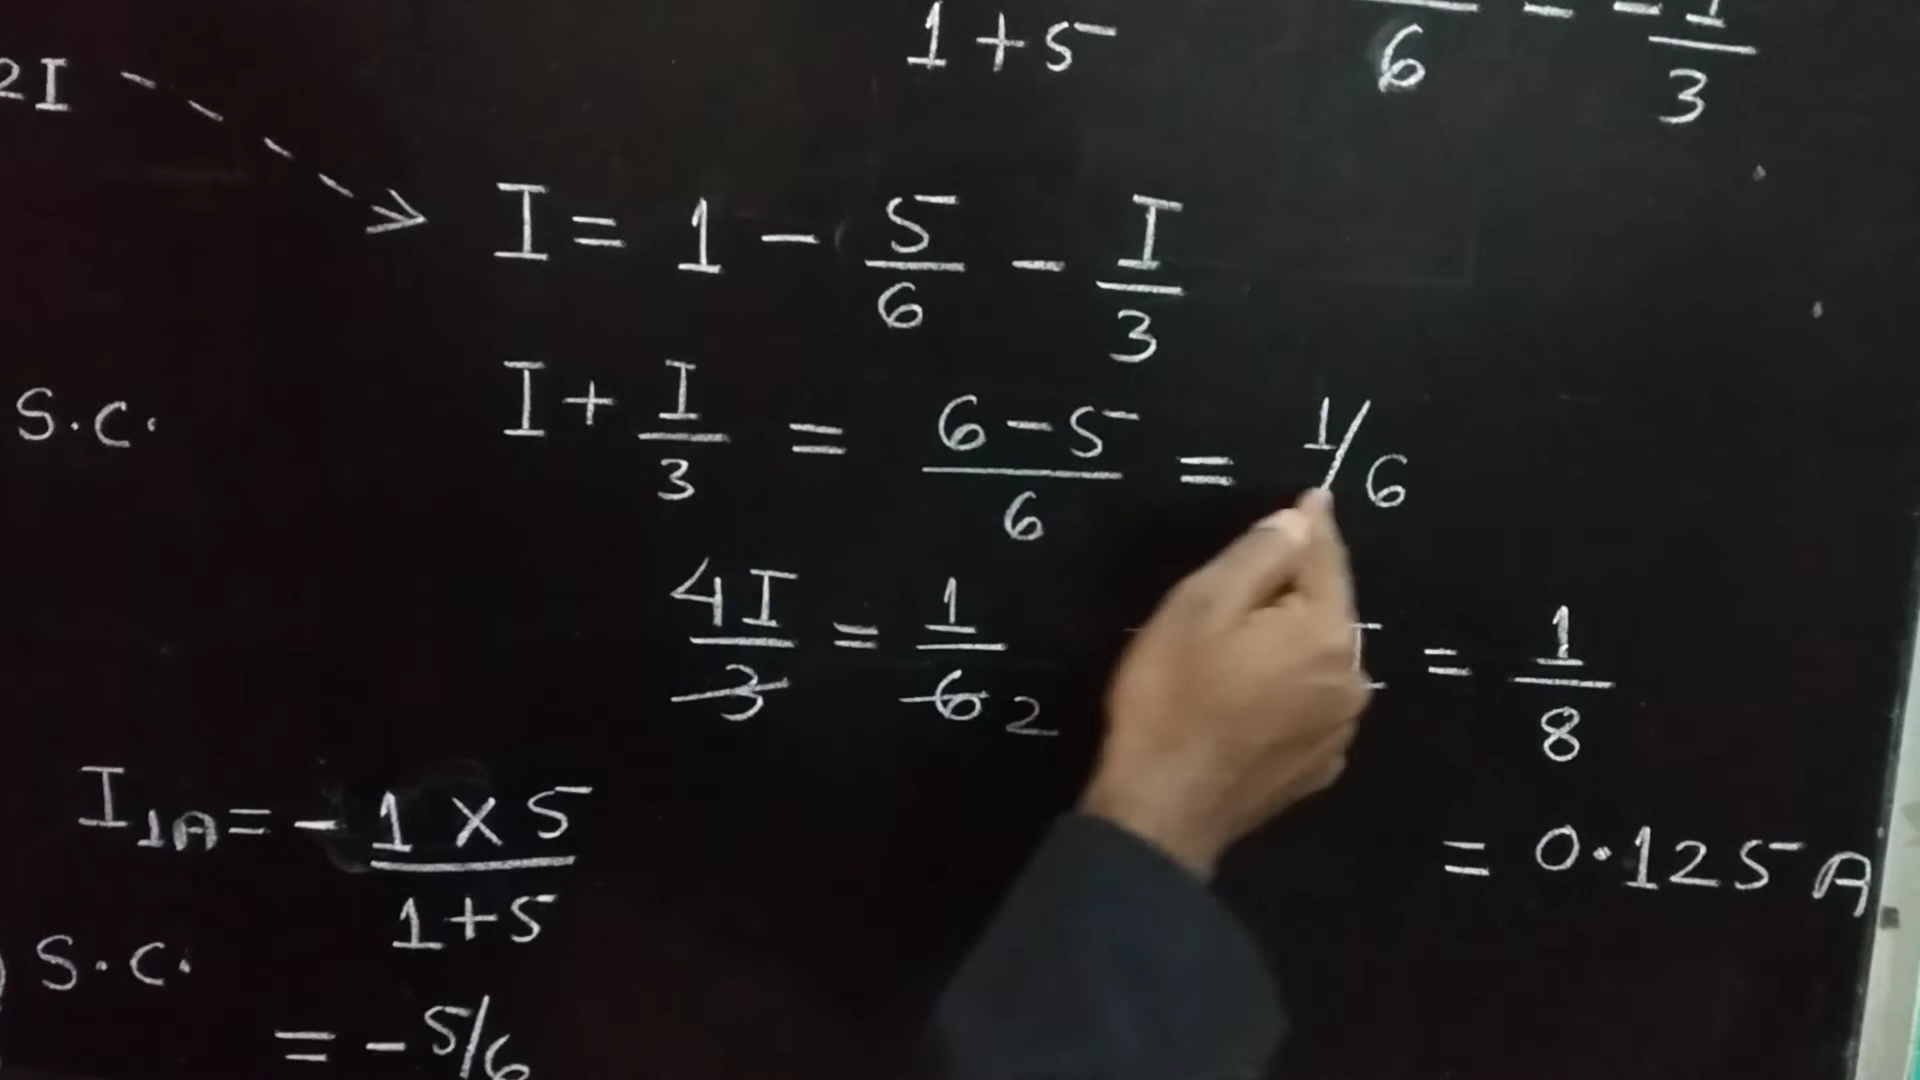 1+5
6 = - I/3
2I
I = 1 - 5/6 - I/3
S.C.
I + I/3 = 6-5/6 = 1/6
4I/3 = 1/6 2
I = 1/8
I1A = - 1 x 5/1+5
= 0.125 A
S.C.
= - 5/6